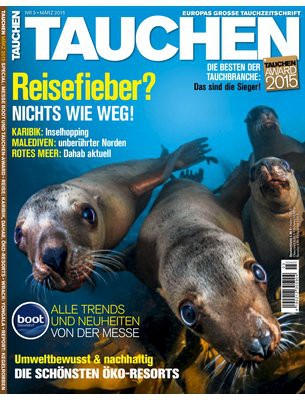 NR 3 • MÄRZ 2015
EUROPAS GROSSE TAUCHZEITSCHRIFT
TAUCHEN
Reisefieber?
NICHTS WIE WEG!
KARIBIK: Inselhopping
MALEDIVEN: unberührter Norden
ROTES MEER: Dahab aktuell
DIE BESTEN DER
TAUCHBRANCHE:
Das sind die Sieger!
TAUCHEN
AWARD
2015
boot
ALLE TRENDS
UND NEUHEITEN
VON DER MESSE
Umweltbewusst & nachhaltig
DIE SCHÖNSTEN ÖKO-RESORTS
TAUCHEN